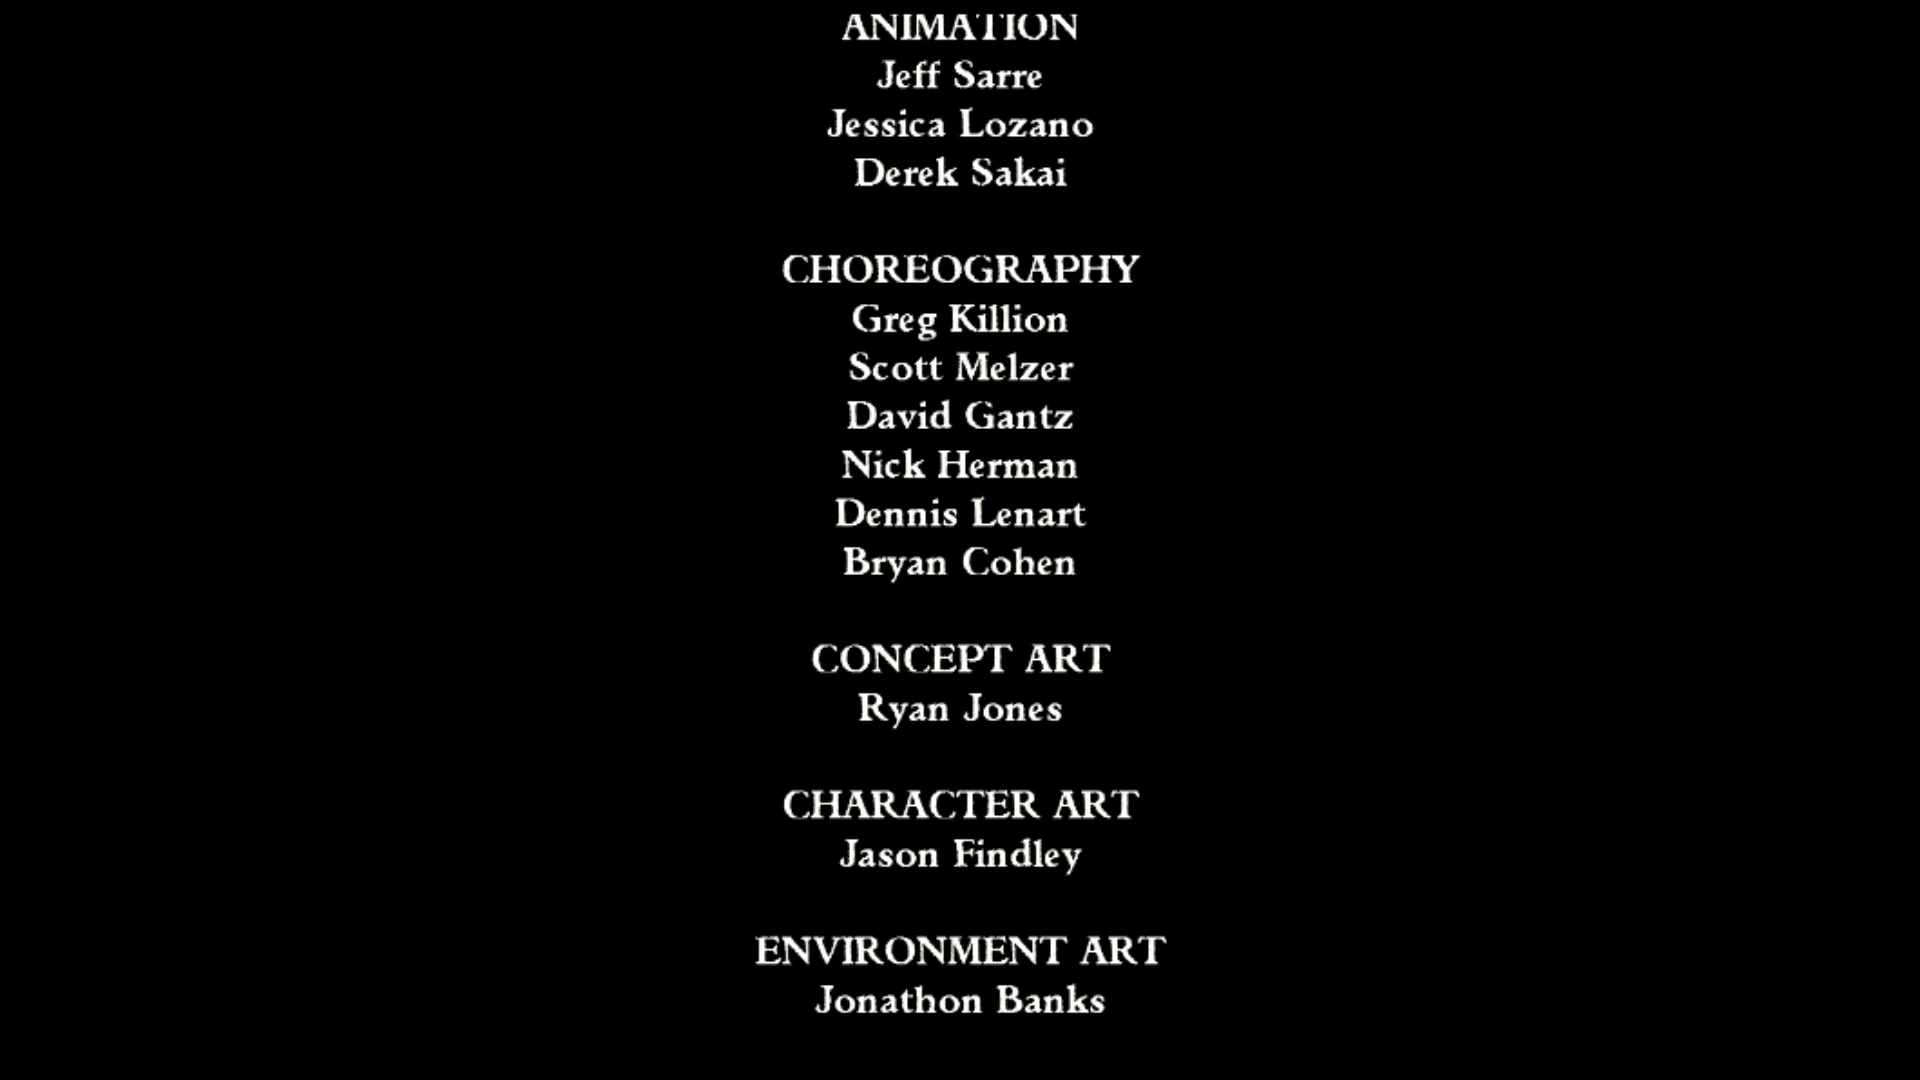 ANIMATION
Jeff Sarre
Jessica Lozano
Derek Sakai
CHOREOGRAPHY
Greg Killion
Scott Melzer
David Gantz
Nick Herman
Dennis Lenart
Bryan Cohen
CONCEPT ART
Ryan Jones
CHARACTER ART
Jason Findley
ENVIRONMENT ART
Jonathon Banks